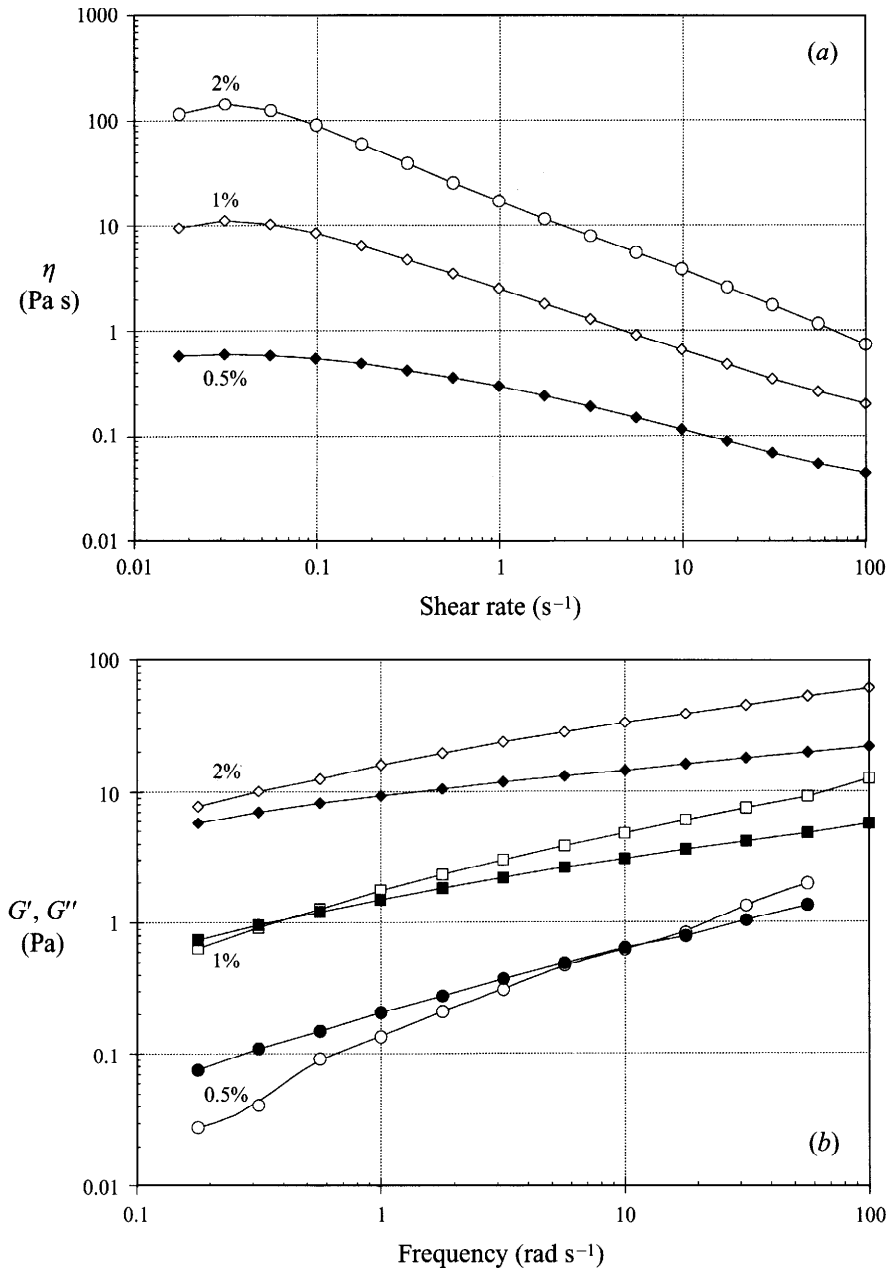 1000
(a)
2%
100
1%
10
η
(Pa s)
1
0.5%
0.1
0.01
0.01 0.1 1 10 100
Shear rate (s⁻¹)
100
2%
10
G′, G′′
(Pa)
1
1%
0.1
0.5%
(b)
0.01
0.1 1 10 100
Frequency (rad s⁻¹)